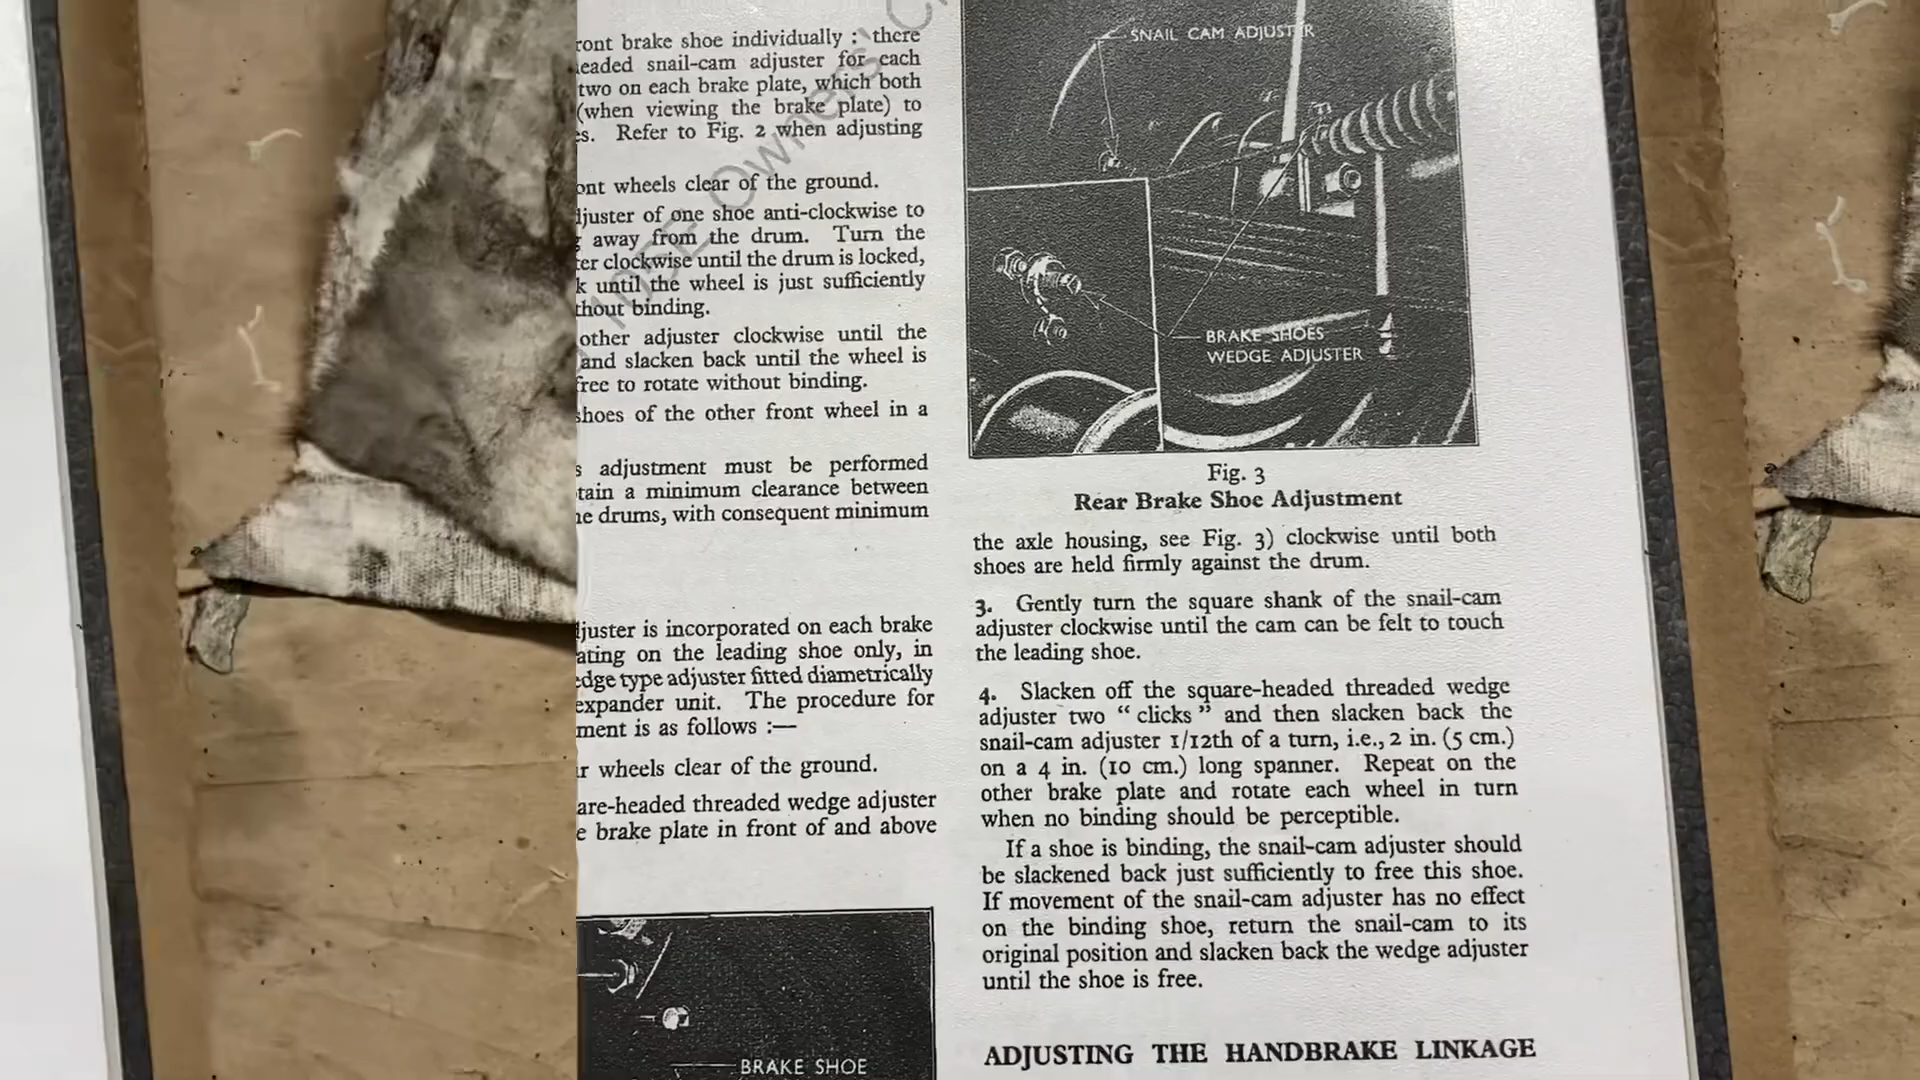 ront brake shoe individually : there
eaded snail-cam adjuster for each
two on each brake plate, which both
(when viewing the brake plate) to
es. Refer to Fig. 2 when adjusting
ont wheels clear of the ground.
djuster of one shoe anti-clockwise to
g away from the drum. Turn the
ter clockwise until the drum is locked,
k until the wheel is just sufficiently
thout binding.
other adjuster clockwise until the
and slacken back until the wheel is
free to rotate without binding.
shoes of the other front wheel in a
s adjustment must be performed
tain a minimum clearance between
he drums, with consequent minimum
djuster is incorporated on each brake
ating on the leading shoe only, in
edge type adjuster fitted diametrically
expander unit. The procedure for
ment is as follows :—
r wheels clear of the ground.
are-headed threaded wedge adjuster
e brake plate in front of and above
BRAKE SHOE
105E Owners'
SNAIL CAM ADJUSTER
BRAKE SHOES
WEDGE ADJUSTER
Fig. 3
Rear Brake Shoe Adjustment
the axle housing, see Fig. 3) clockwise until both
shoes are held firmly against the drum.
3. Gently turn the square shank of the snail-cam
adjuster clockwise until the cam can be felt to touch
the leading shoe.
4. Slacken off the square-headed threaded wedge
adjuster two “ clicks ” and then slacken back the
snail-cam adjuster 1/12th of a turn, i.e., 2 in. (5 cm.)
on a 4 in. (10 cm.) long spanner. Repeat on the
other brake plate and rotate each wheel in turn
when no binding should be perceptible.
If a shoe is binding, the snail-cam adjuster should
be slackened back just sufficiently to free this shoe.
If movement of the snail-cam adjuster has no effect
on the binding shoe, return the snail-cam to its
original position and slacken back the wedge adjuster
until the shoe is free.
ADJUSTING THE HANDBRAKE LINKAGE